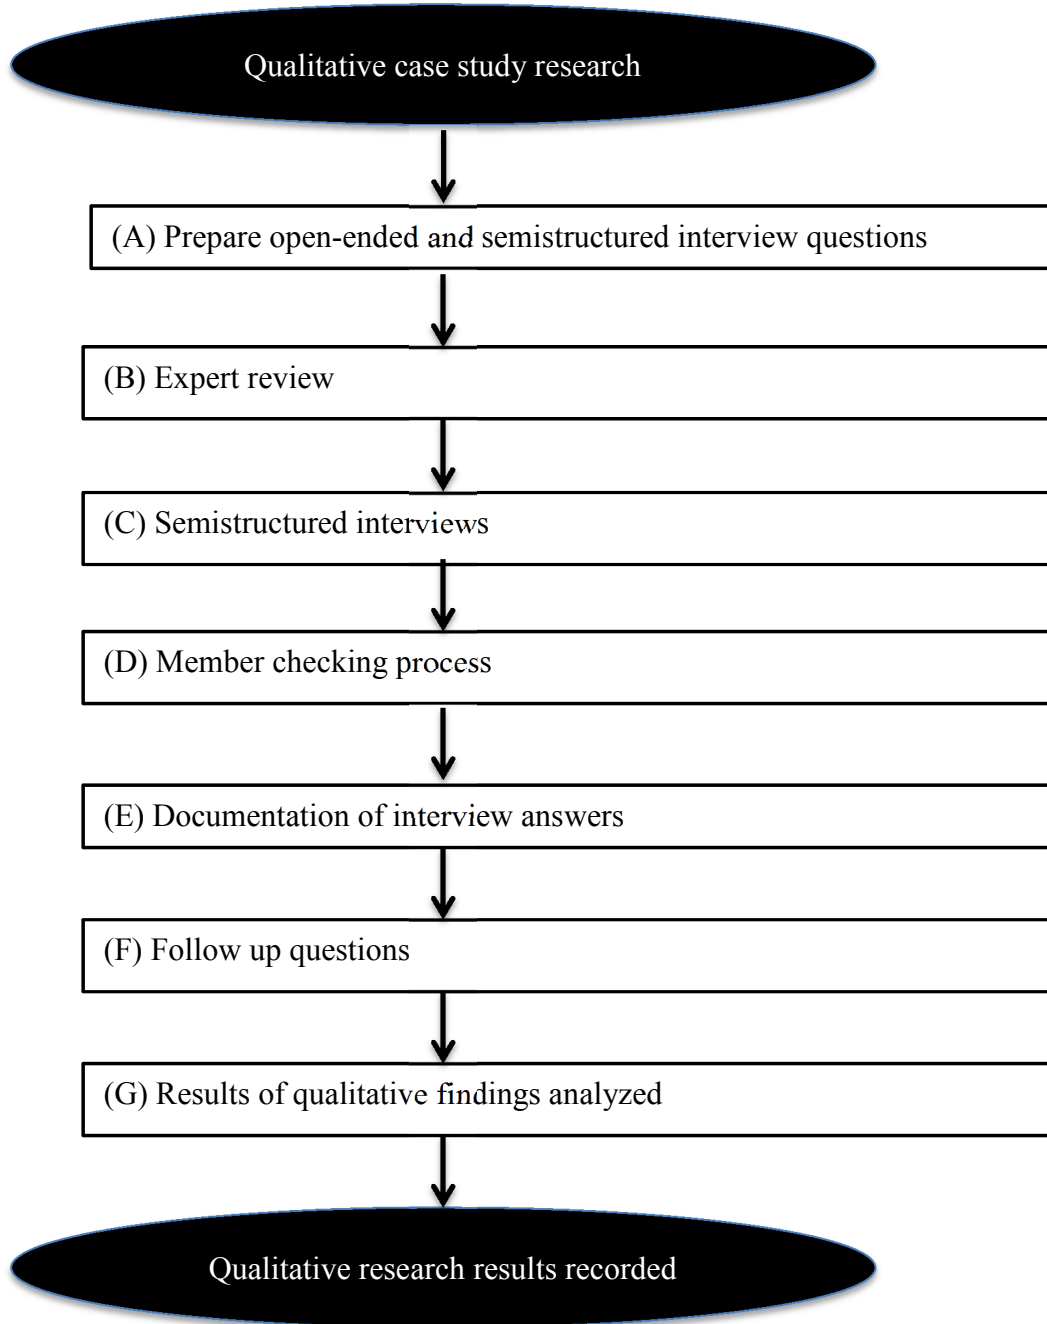 Qualitative case study research
(A) Prepare open-ended and semistructured interview questions
(B) Expert review
(C) Semistructured interviews
(D) Member checking process
(E) Documentation of interview answers
(F) Follow up questions
(G) Results of qualitative findings analyzed
Qualitative research results recorded